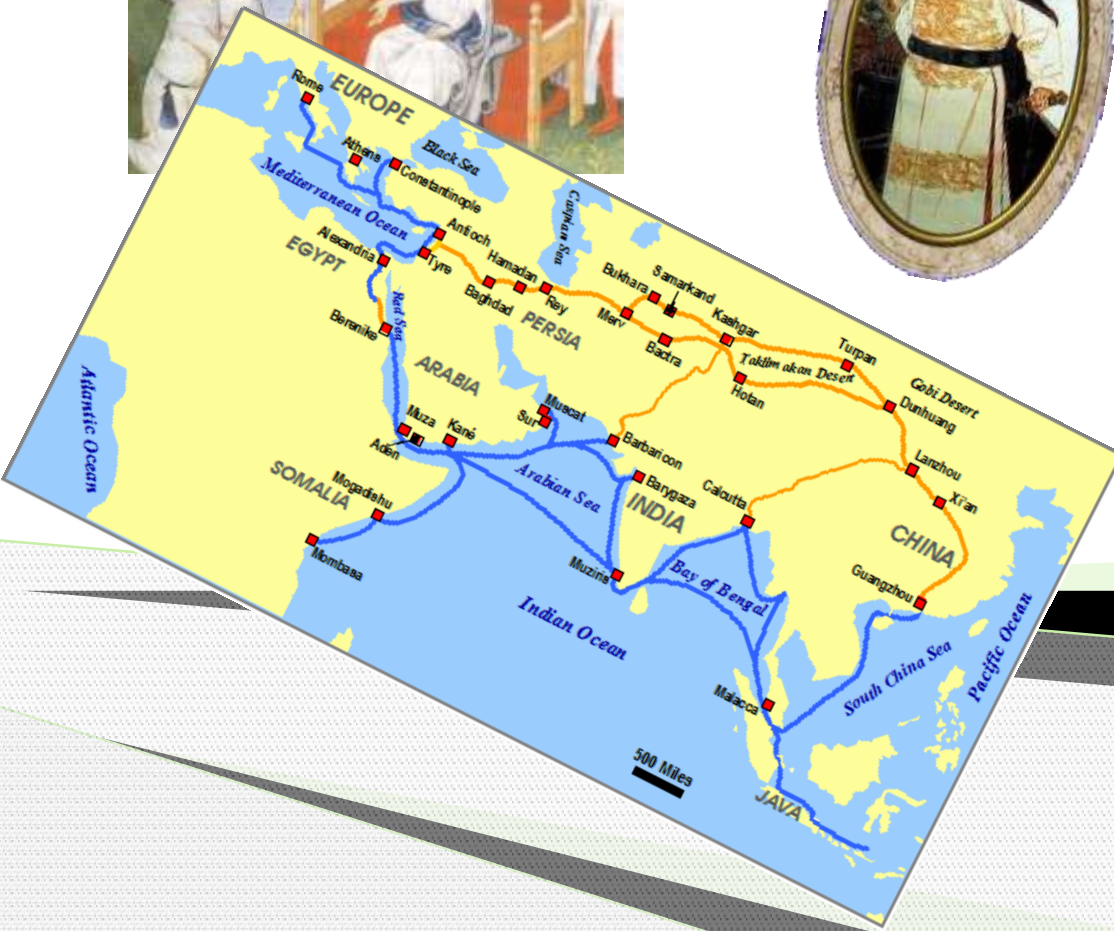 Rome
EUROPE
Athens
Black Sea
Constantinople
Mediterranean Ocean
Caspian Sea
Antioch
Alexandria
EGYPT
Tyre
Hamadan
Baghdad
Rey
PERSIA
Bukhara
Samarkand
Merv
Kashgar
Bactra
Turpan
Taklimakan Desert
Hotan
Gobi Desert
Dunhuang
Red Sea
Berenike
ARABIA
Atlantic Ocean
Muscat
Sur
Muza
Kané
Aden
Barbaricon
Lanzhou
Arabian Sea
Barygaza
Calcutta
Xi'an
SOMALIA
Mogadishu
INDIA
CHINA
Mombasa
Muziris
Bay of Bengal
Guangzhou
Indian Ocean
Pacific Ocean
South China Sea
Malacca
500 Miles
JAVA